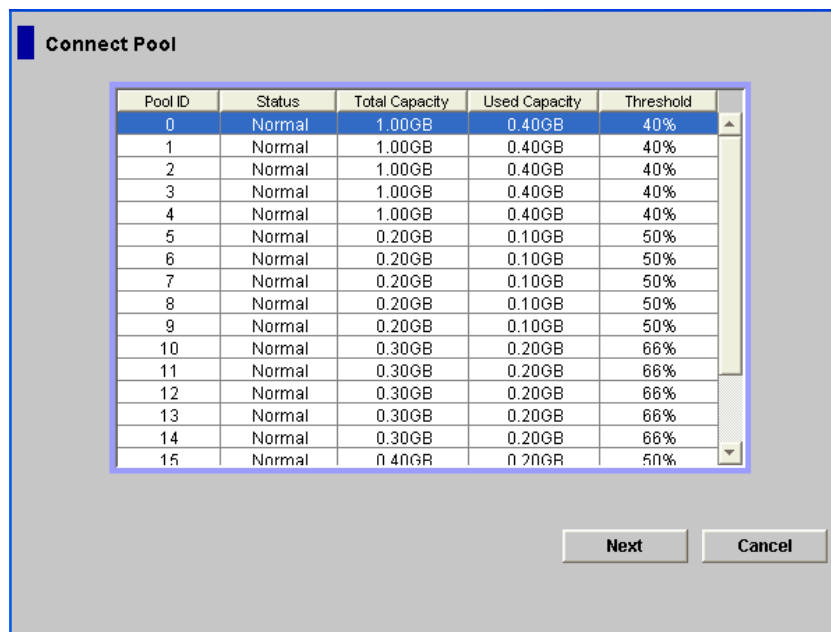 Connect Pool
Pool ID Status Total Capacity Used Capacity Threshold
0 Normal 1.00GB 0.40GB 40%
1 Normal 1.00GB 0.40GB 40%
2 Normal 1.00GB 0.40GB 40%
3 Normal 1.00GB 0.40GB 40%
4 Normal 1.00GB 0.40GB 40%
5 Normal 0.20GB 0.10GB 50%
6 Normal 0.20GB 0.10GB 50%
7 Normal 0.20GB 0.10GB 50%
8 Normal 0.20GB 0.10GB 50%
9 Normal 0.20GB 0.10GB 50%
10 Normal 0.30GB 0.20GB 66%
11 Normal 0.30GB 0.20GB 66%
12 Normal 0.30GB 0.20GB 66%
13 Normal 0.30GB 0.20GB 66%
14 Normal 0.30GB 0.20GB 66%
15 Normal 0.40GB 0.20GB 50%
Next Cancel